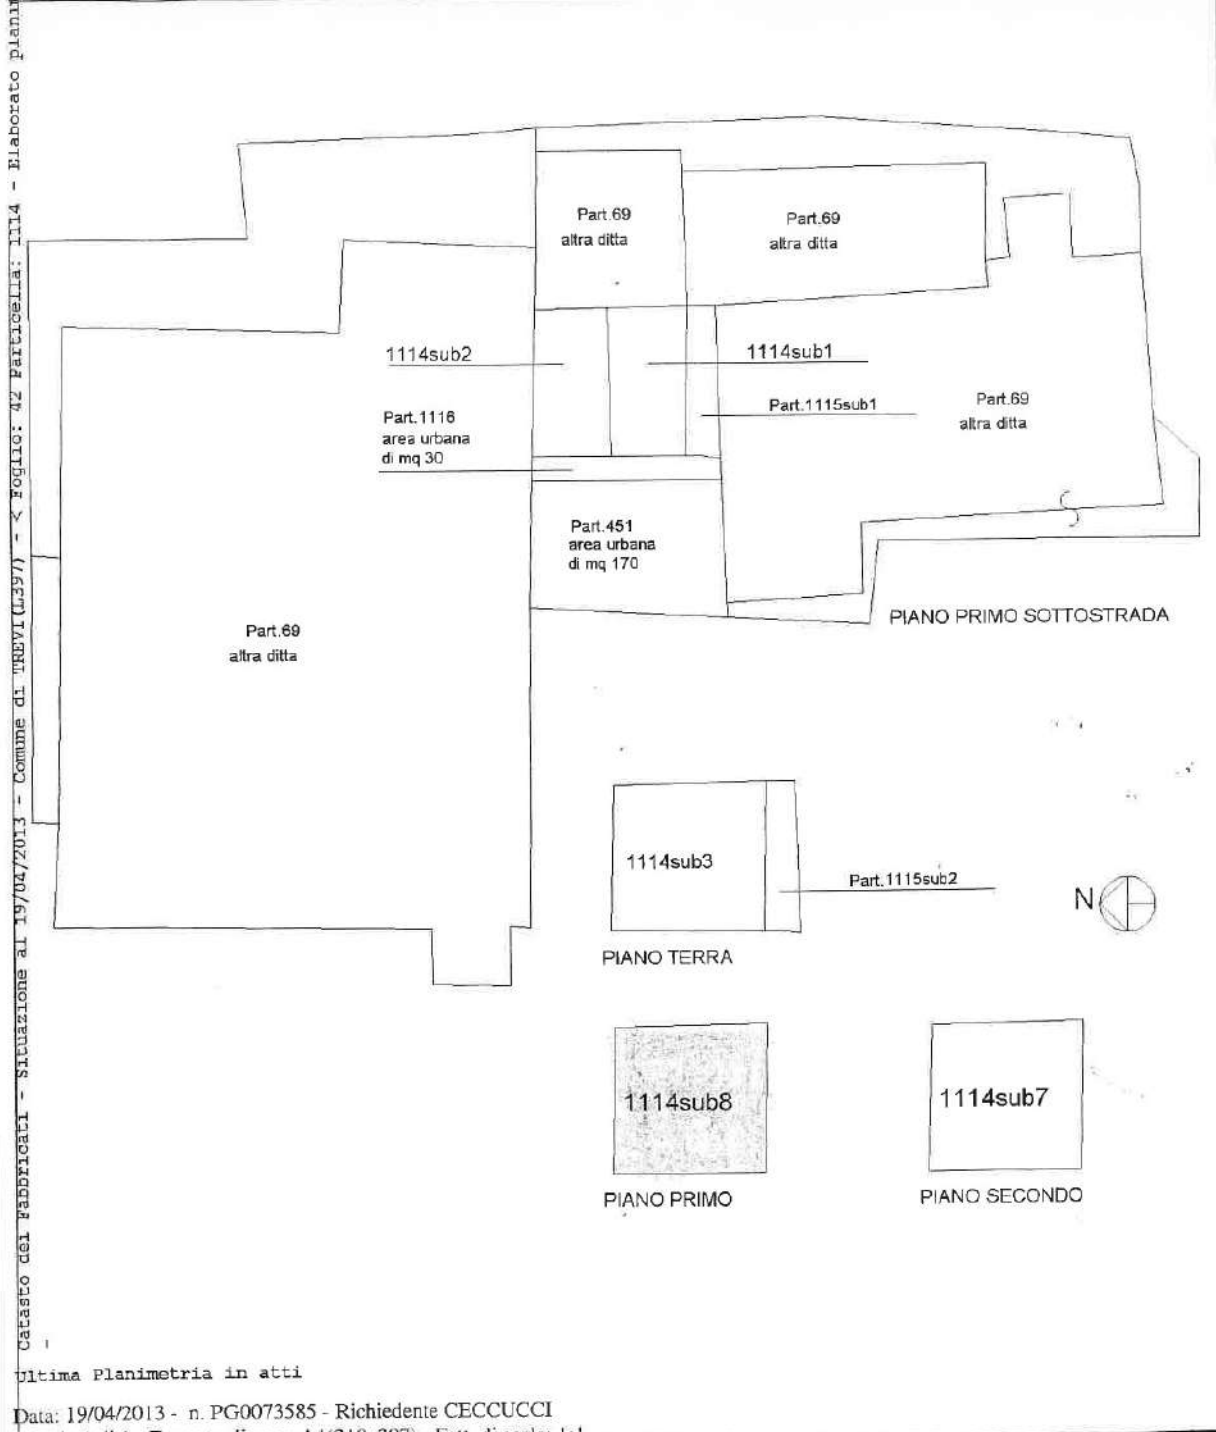 Catasto dei Fabbricati - Situazione al 19/04/2013 - Comune di TREVI(L397) - < Foglio: 42 Particella: 1114 - Elaborato
Part.69
altra ditta
Part.69
altra ditta
1114sub2
1114sub1
Part.1115sub1
Part.69
altra ditta
Part.1116
area urbana
di mq 30
Part.451
area urbana
di mq 170
PIANO PRIMO SOTTOSTRADA
Part.69
altra ditta
1114sub3
Part.1115sub2
N
PIANO TERRA
1114sub8
1114sub7
PIANO PRIMO
PIANO SECONDO
Ultima Planimetria in atti
Data: 19/04/2013 - n. PG0073585 - Richiedente CECCUCCI